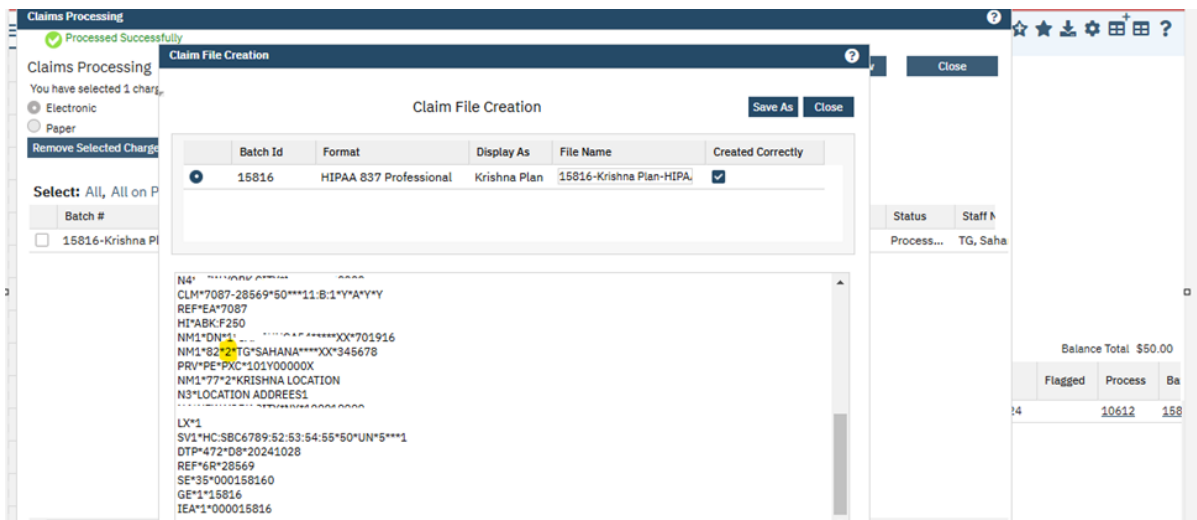 Claims Processing
Processed Successfully
Claims Processing
You have selected 1 charg
Electronic
Paper
Remove Selected Charge
Select: All, All on P
Batch #
15816-Krishna Pl
Claim File Creation
Claim File Creation
Save As
Close
Batch Id Format Display As File Name Created Correctly
15816 HIPAA 837 Professional Krishna Plan 15816-Krishna Plan-HIPA
CLM*7087-28569*50***11:B:1*Y*A*Y*Y
REF*EA*7087
HI*ABK:F250
NM1*DN*1 *****XX*701916
NM1*82*2*TG*SAHANA****XX*345678
PRV*PE*PXC*101Y00000X
NM1*77*2*KRISHNA LOCATION
N3*LOCATION ADDREES1
LX*1
SV1*HC:SBC6789:52:53:54:55*50*UN*5***1
DTP*472*D8*20241028
REF*6R*28569
SE*35*000158160
GE*1*15816
IEA*1*000015816
Close
Status Staff N
Process... TG, Saha
Balance Total $50.00
Flagged Process Ba
24 10612 158